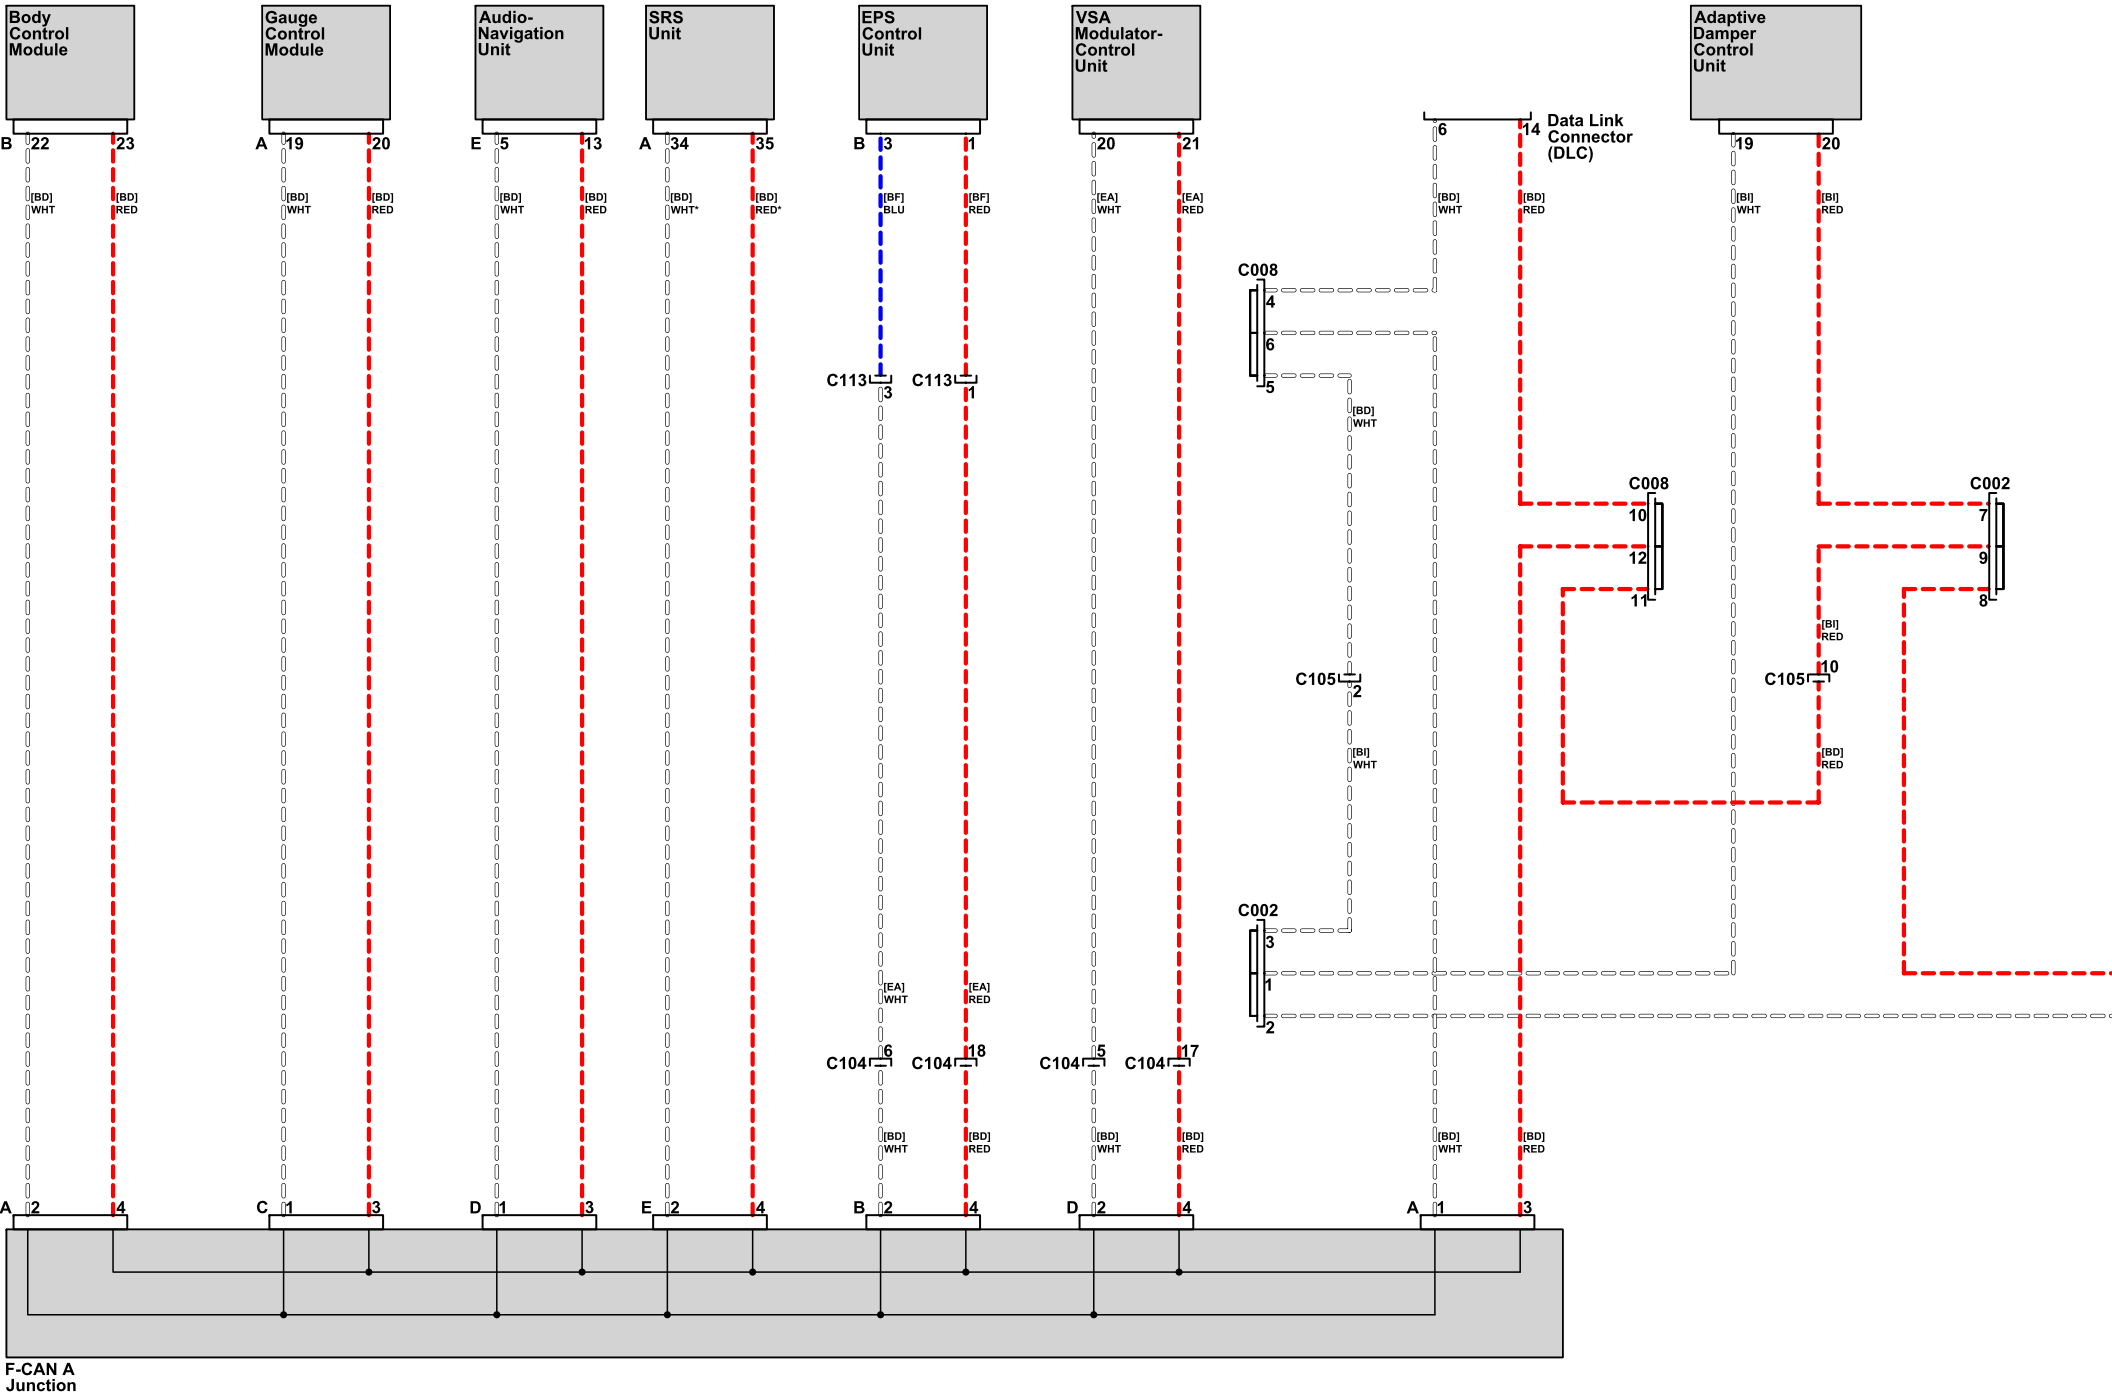 Body
Control
Module
Gauge
Control
Module
Audio-
Navigation
Unit
SRS
Unit
EPS
Control
Unit
VSA
Modulator-
Control
Unit
Adaptive
Damper
Control
Unit
Data Link
Connector
(DLC)
B 22 23
A 19 20
E 5 13
A 34 35
B 3 1
20 21
6 14
19 20
[BD]
WHT
[BD]
RED
[BD]
WHT
[BD]
RED
[BD]
WHT
[BD]
RED
[BD]
WHT*
[BD]
RED*
[BF]
BLU
[BF]
RED
[EA]
WHT
[EA]
RED
[BD]
WHT
[BD]
RED
[BI]
WHT
[BI]
RED
C008
4
6
5
C113
3
C113
1
[BD]
WHT
C008
10
12
11
C002
7
9
8
[BI]
RED
C105
2
C105
10
[BI]
WHT
[BD]
RED
C002
3
1
2
[EA]
WHT
[EA]
RED
C104
6
C104
18
C104
5
C104
17
[BD]
WHT
[BD]
RED
[BD]
WHT
[BD]
RED
[BD]
WHT
[BD]
RED
A 2 4
C 1 3
D 1 3
E 2 4
B 2 4
D 2 4
A 1 3
F-CAN A
Junction